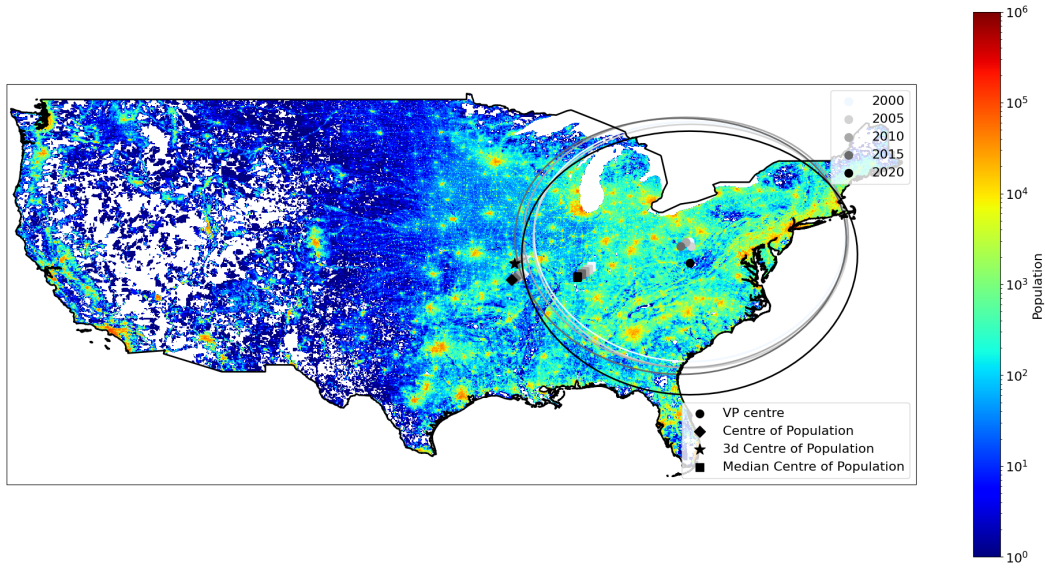 2000
2005
2010
2015
2020
VP centre
Centre of Population
3d Centre of Population
Median Centre of Population
10^6
10^5
10^4
10^3
10^2
10^1
10^0
Population